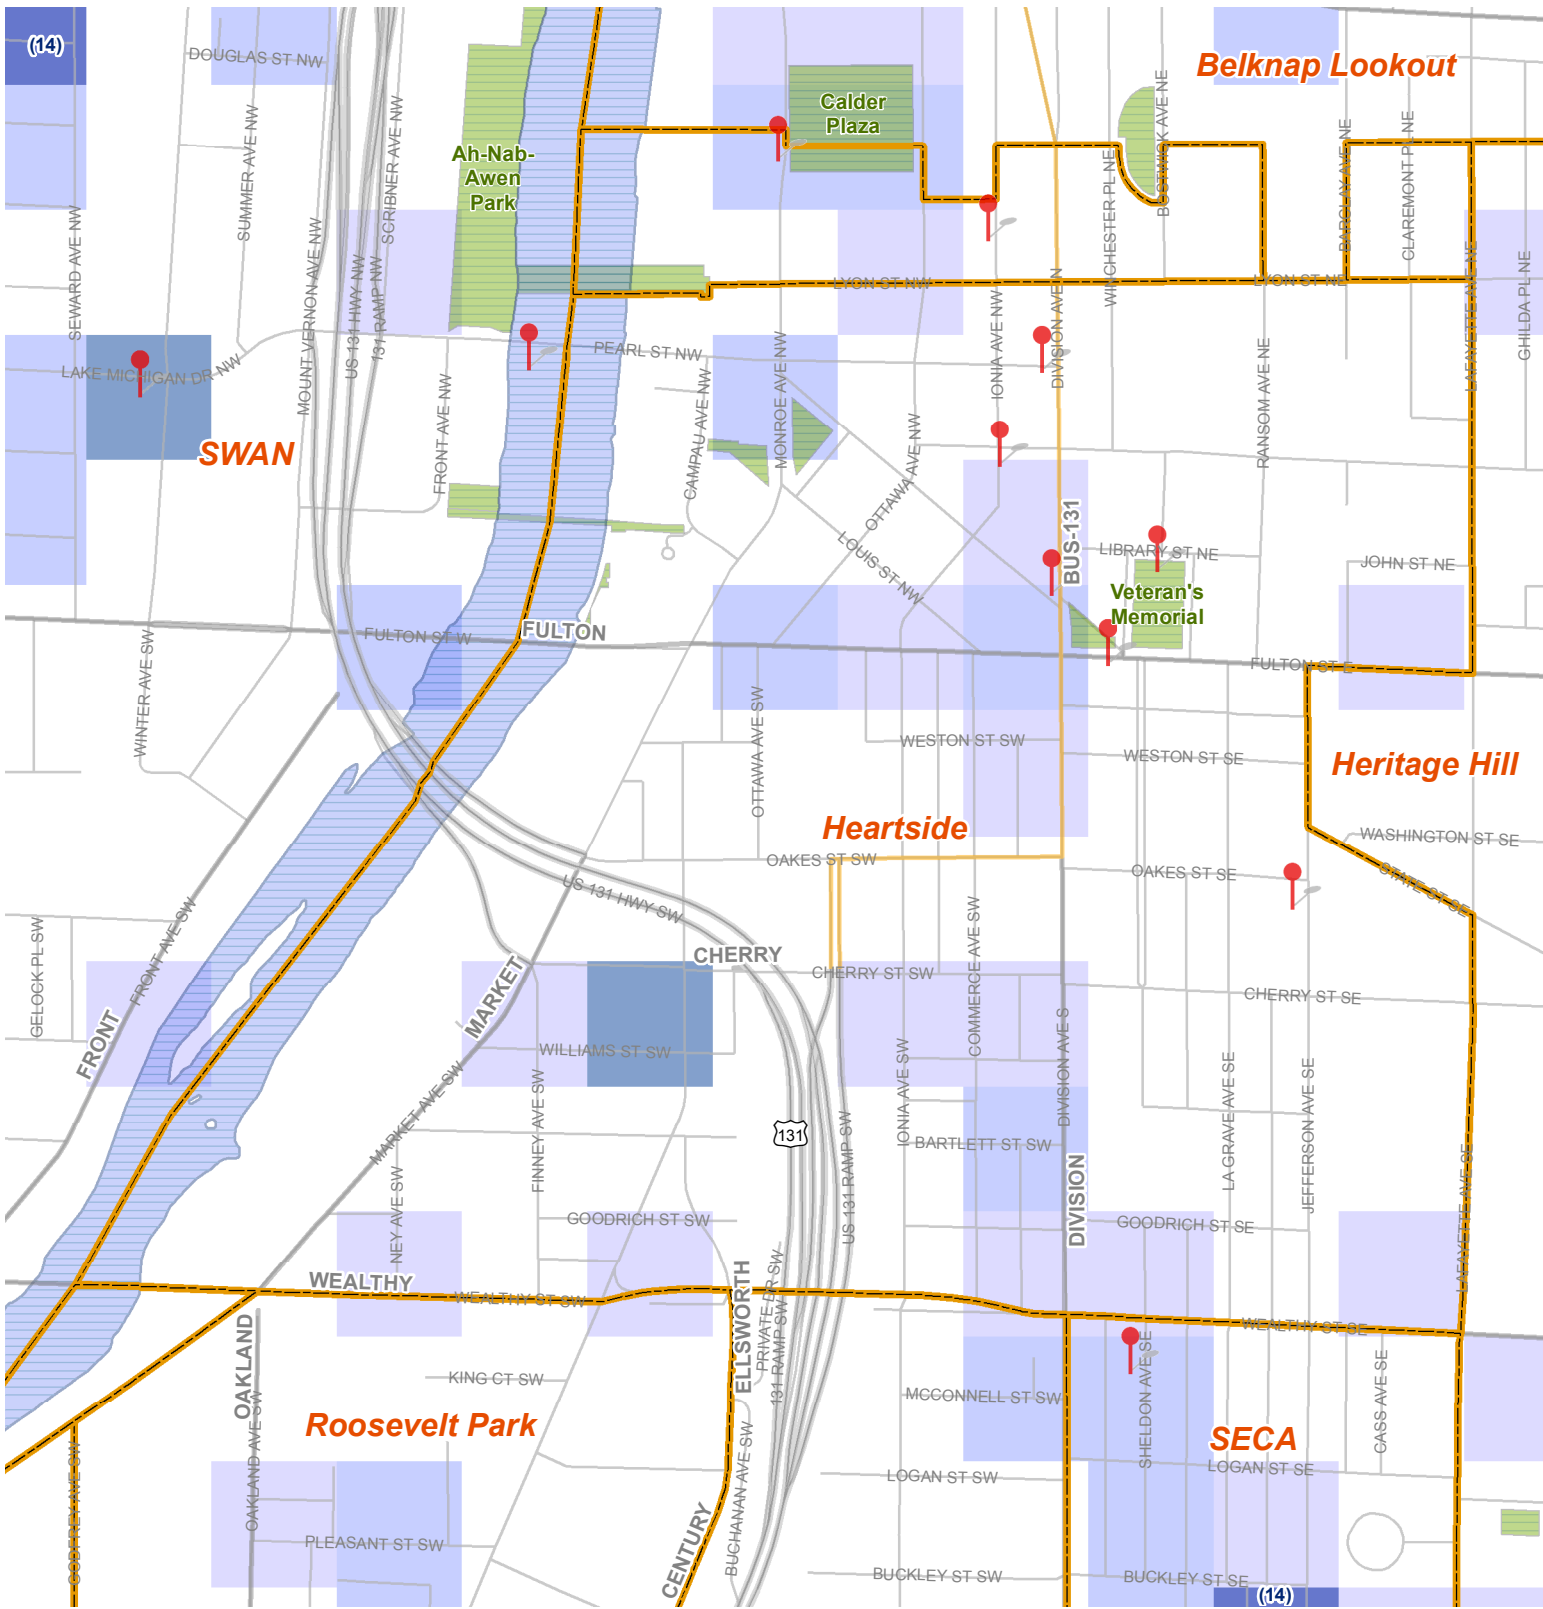 (14)
DOUGLAS ST NW
Belknap Lookout
Calder
Plaza
Ah-Nab-
Awen
Park
SEWARD AVE NW
SUMMER AVE NW
MOUNT VERNON AVE NW
US 131 HWY NW
131 RAMP NW
SCRIBNER AVE NW
BOSTWICK AVE NE
WINCHESTER PL NE
BARCLAY AVE NE
CLAREMONT PL NE
LAFAYETTE AVE NE
GHILDA PL NE
LYON ST NW
LYON ST NE
DIVISION AVE N
IONIA AVE NW
RANSOM AVE NE
PEARL ST NW
MONROE AVE NW
CAMPAU AVE NW
FRONT AVE NW
LAKE MICHIGAN DR NW
SWAN
OTTAWA AVE NW
LOUIS ST NW
BUS-131
LIBRARY ST NE
JOHN ST NE
Veteran's
Memorial
FULTON ST W
FULTON
FULTON ST E
WINTER AVE SW
OTTAWA AVE SW
WESTON ST SW
WESTON ST SE
Heritage Hill
Heartside
WASHINGTON ST SE
OAKES ST SW
OAKES ST SE
STATE ST SE
US 131 HWY SW
GELOCK PL SW
FRONT AVE SW
FRONT
MARKET
CHERRY
CHERRY ST SW
CHERRY ST SE
COMMERCE AVE SW
WILLIAMS ST SW
MARKET AVE SW
FINNEY AVE SW
NEY AVE SW
131
US 131 RAMP SW
IONIA AVE SW
DIVISION AVE S
BARTLETT ST SW
LA GRAVE AVE SE
JEFFERSON AVE SE
LAFAYETTE AVE SE
DIVISION
GOODRICH ST SW
GOODRICH ST SE
WEALTHY
WEALTHY ST SW
WEALTHY ST SE
ELLSWORTH
PRIVATE DR SW
131 RAMP SW
OAKLAND
OAKLAND AVE SW
KING CT SW
MCCONNELL ST SW
SHELDON AVE SE
CASS AVE SE
Roosevelt Park
SECA
LOGAN ST SW
LOGAN ST SE
GODFREY AVE SW
PLEASANT ST SW
CENTURY
BUCHANAN AVE SW
BUCKLEY ST SW
BUCKLEY ST SE
(14)